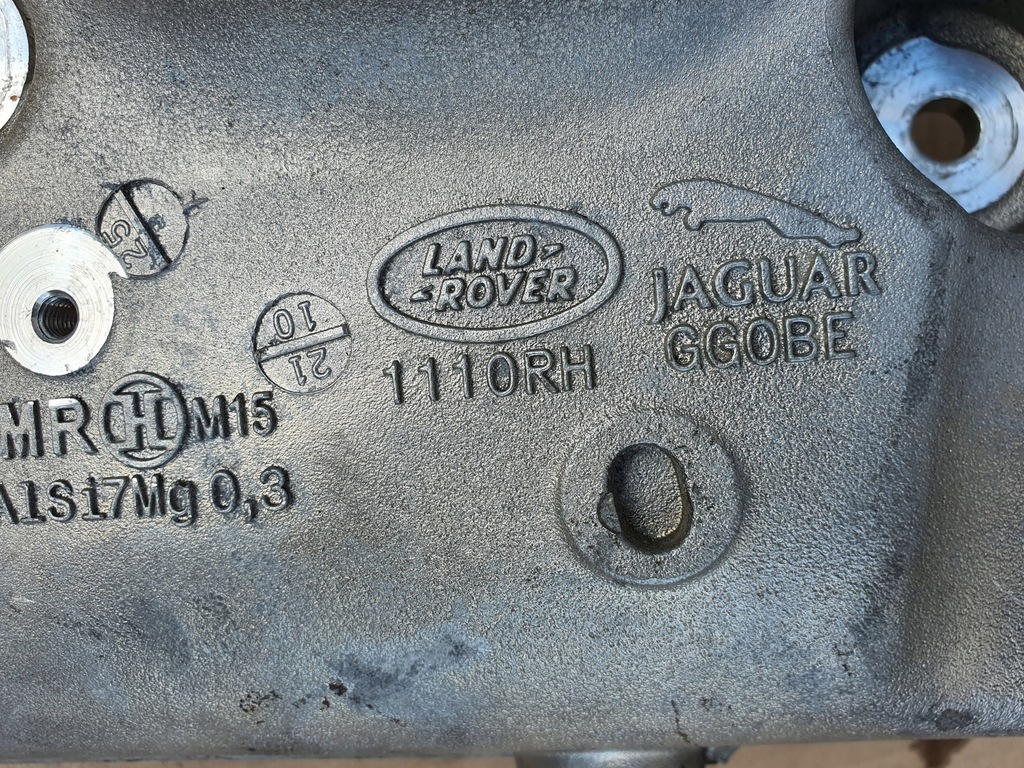 25
10
21
LAND-
-ROVER
1110RH
JAGUAR
GGOBE
MR H M15
AlSi7Mg 0,3